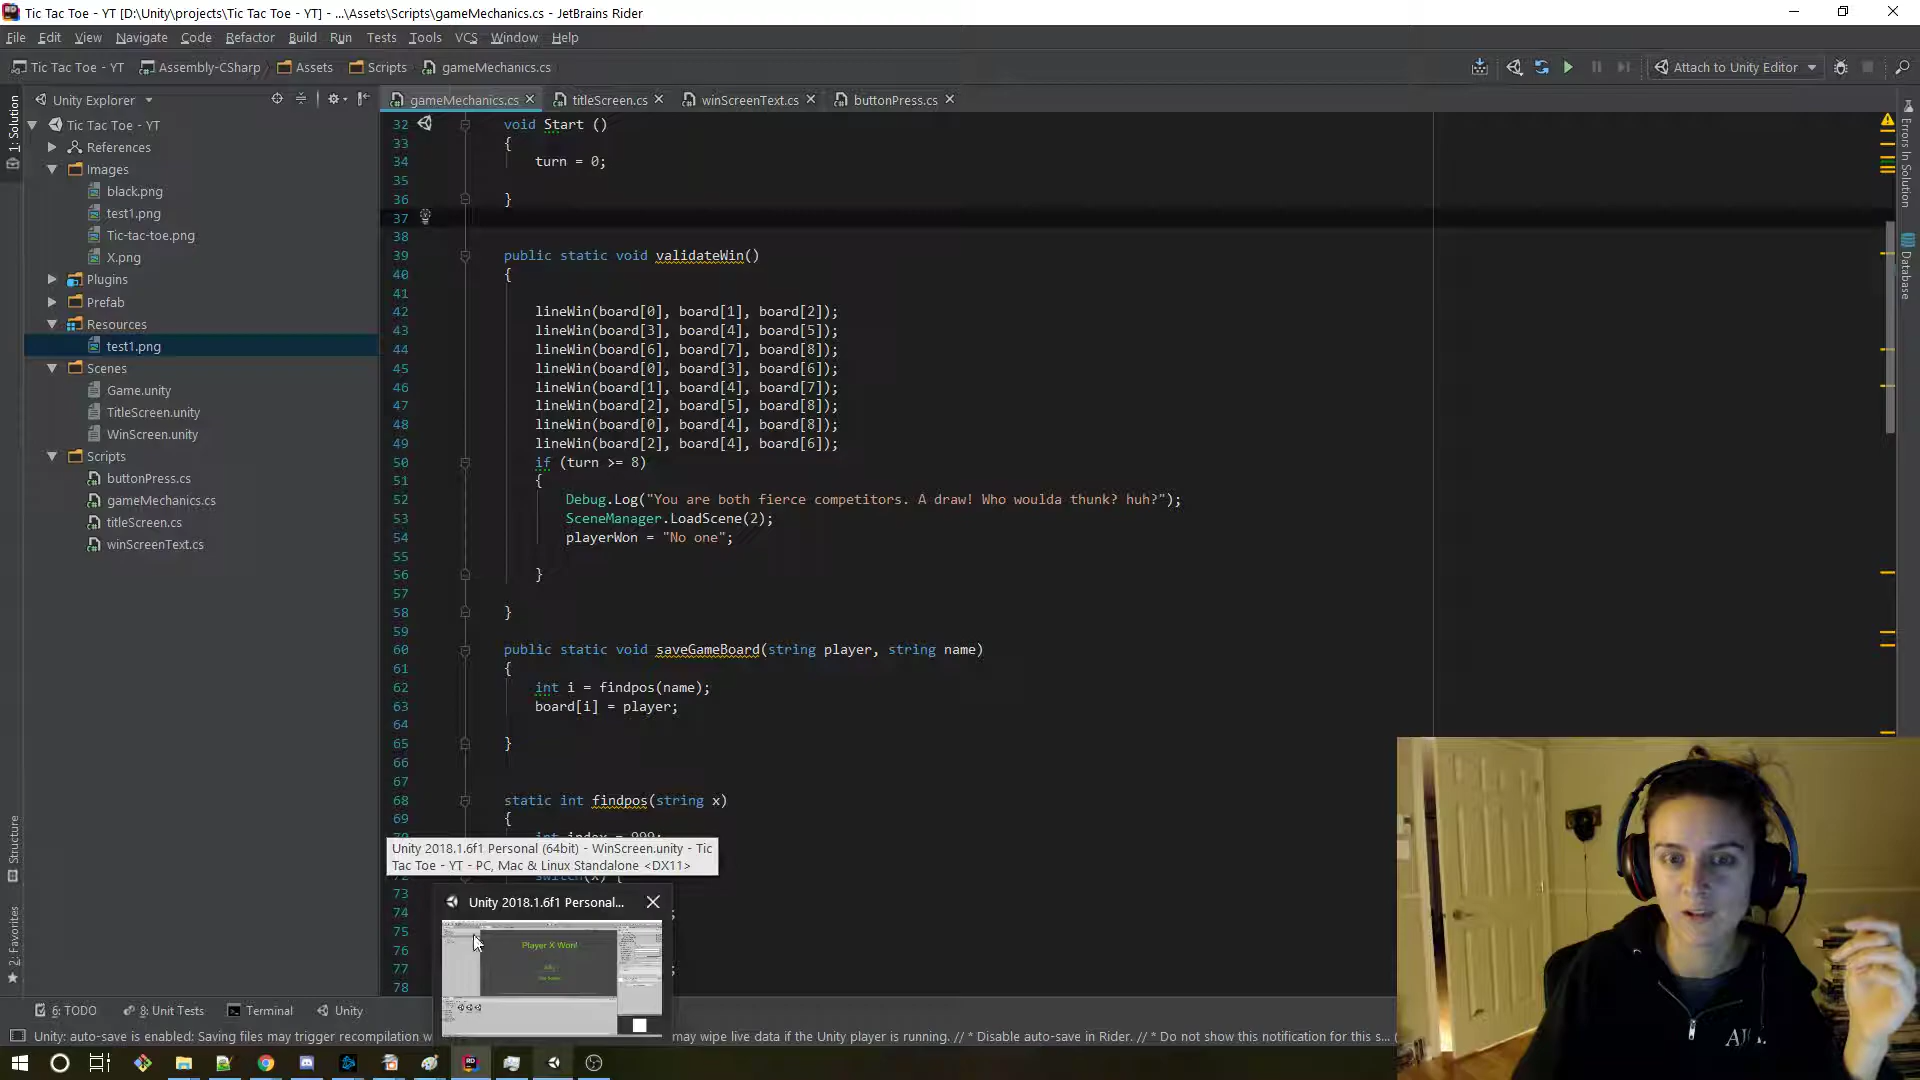 Tic Tac Toe - YT [D:\Unity\projects\Tic Tac Toe - YT] - ...\Assets\Scripts\gameMechanics.cs - JetBrains Rider
File Edit View Navigate Code Refactor Build Run Tests Tools VCS Window Help
Tic Tac Toe - YT Assembly-CSharp Assets Scripts gameMechanics.cs Attach to Unity Editor
Unity Explorer gameMechanics.cs titleScreen.cs winScreenText.cs buttonPress.cs
1: Solution
Tic Tac Toe - YT
References
Images
black.png
test1.png
Tic-tac-toe.png
X.png
Plugins
Prefab
Resources
test1.png
Scenes
Game.unity
TitleScreen.unity
WinScreen.unity
Scripts
buttonPress.cs
gameMechanics.cs
titleScreen.cs
winScreenText.cs
Structure
2: Favorites
32 void Start ()
33 {
34 turn = 0;
35
36 }
37
38
39 public static void validateWin()
40 {
41
42 lineWin(board[0], board[1], board[2]);
43 lineWin(board[3], board[4], board[5]);
44 lineWin(board[6], board[7], board[8]);
45 lineWin(board[0], board[3], board[6]);
46 lineWin(board[1], board[4], board[7]);
47 lineWin(board[2], board[5], board[8]);
48 lineWin(board[0], board[4], board[8]);
49 lineWin(board[2], board[4], board[6]);
50 if (turn >= 8)
51 {
52 Debug.Log("You are both fierce competitors. A draw! Who woulda thunk? huh?");
53 SceneManager.LoadScene(2);
54 playerWon = "No one";
55
56 }
57
58 }
59
60 public static void saveGameBoard(string player, string name)
61 {
62 int i = findpos(name);
63 board[i] = player;
64
65 }
66
67
68 static int findpos(string x)
69 {
int index = 999;
Unity 2018.1.6f1 Personal (64bit) - WinScreen.unity - Tic
Tac Toe - YT - PC, Mac & Linux Standalone <DX11>
switch(x) {
73
74 ;
75
76
77 ;
78
Unity 2018.1.6f1 Personal...
Player X Won!
Errors In Solution
Database
6: TODO 8: Unit Tests Terminal Unity
Unity: auto-save is enabled: Saving files may trigger recompilation w may wipe live data if the Unity player is running. // * Disable auto-save in Rider. // * Do not show this notification for this s... (